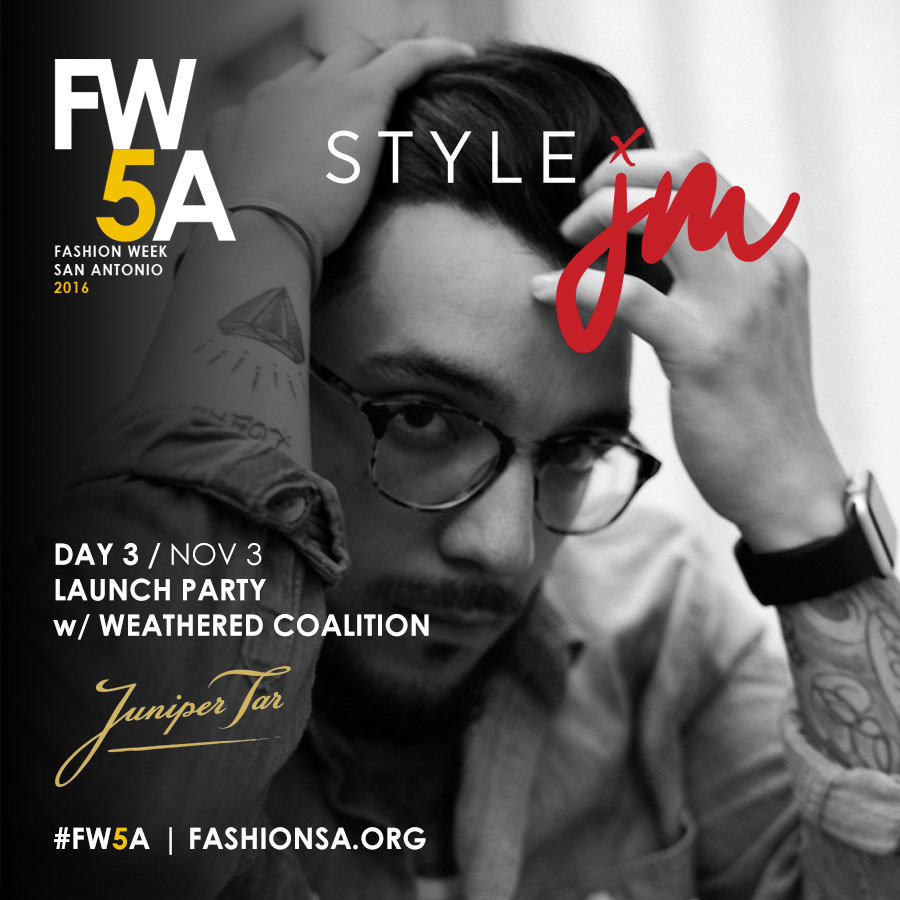 FW
5A
FASHION WEEK
SAN ANTONIO
2016
STYLE x
jm
DAY 3 / NOV 3
LAUNCH PARTY
w/ WEATHERED COALITION
Juniper Tar
#FW5A | FASHIONSA.ORG